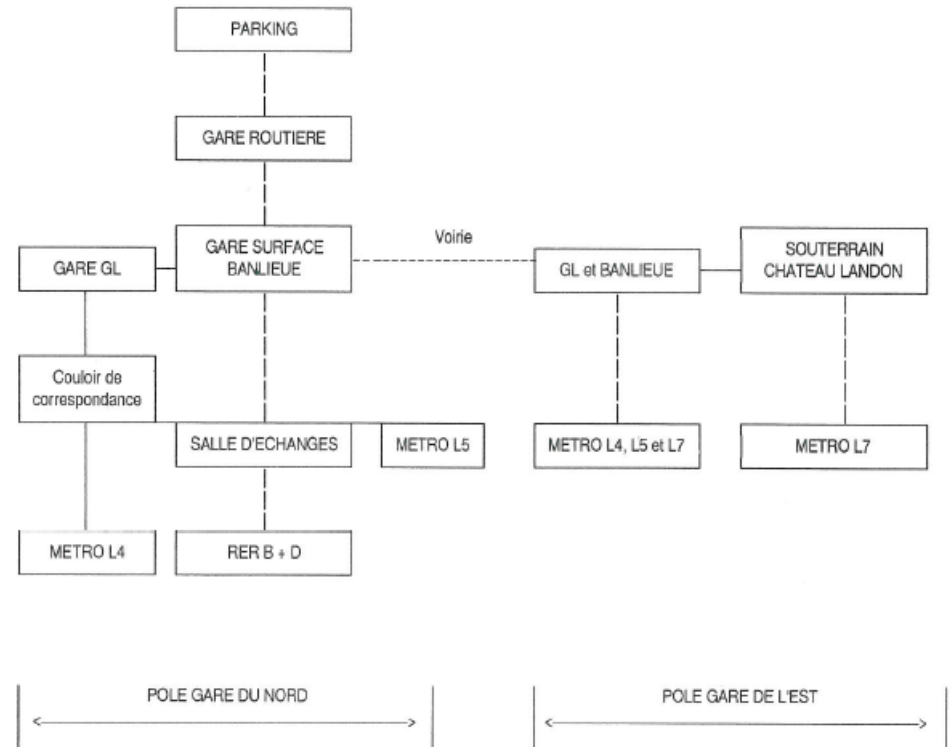 PARKING
GARE ROUTIERE
GARE SURFACE
BANLIEUE
Voirie
GARE GL
GL et BANLIEUE
SOUTERRAIN
CHATEAU LANDON
Couloir de
correspondance
SALLE D'ECHANGES
METRO L5
METRO L4, L5 et L7
METRO L7
METRO L4
RER B + D
POLE GARE DU NORD
POLE GARE DE L'EST